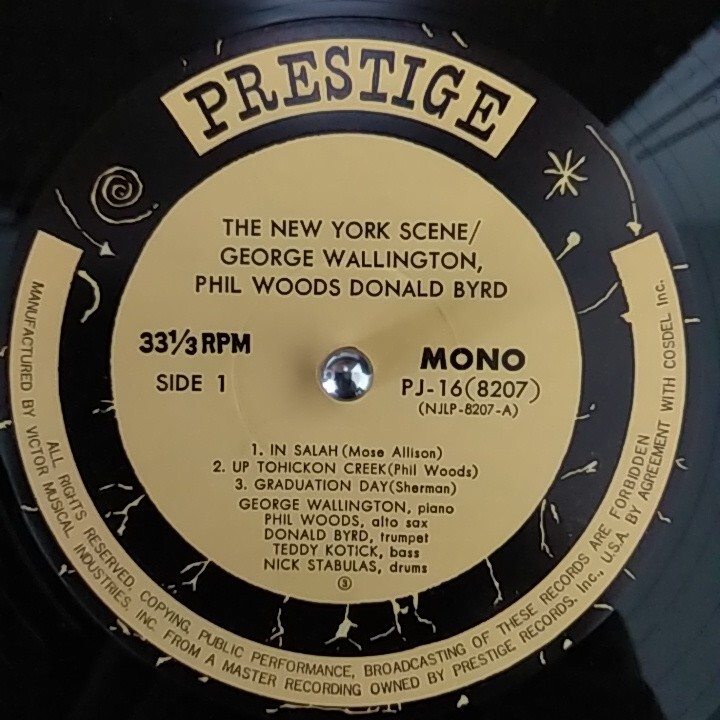 PRESTIGE
THE NEW YORK SCENE/
GEORGE WALLINGTON,
PHIL WOODS DONALD BYRD
33 1/3 RPM
SIDE 1
MONO
PJ-16(8207)
(NJLP-8207-A)
1. IN SALAH (Mose Allison)
2. UP TOHICKON CREEK(Phil Woods)
3. GRADUATION DAY(Sherman)
GEORGE WALLINGTON, piano
PHIL WOODS, alto sax
DONALD BYRD, trumpet
TEDDY KOTICK, bass
NICK STABULAS, drums
③
ALL RIGHTS RESERVED, COPYING, PUBLIC PERFORMANCE, BROADCASTING OF THESE RECORDS ARE FORBIDDEN
MANUFACTURED BY VICTOR MUSICAL INDUSTRIES, INC. FROM A MASTER RECORDING OWNED BY PRESTIGE RECORDS. Inc., U.S.A. BY AGREEMENT WITH COSDEL Inc.